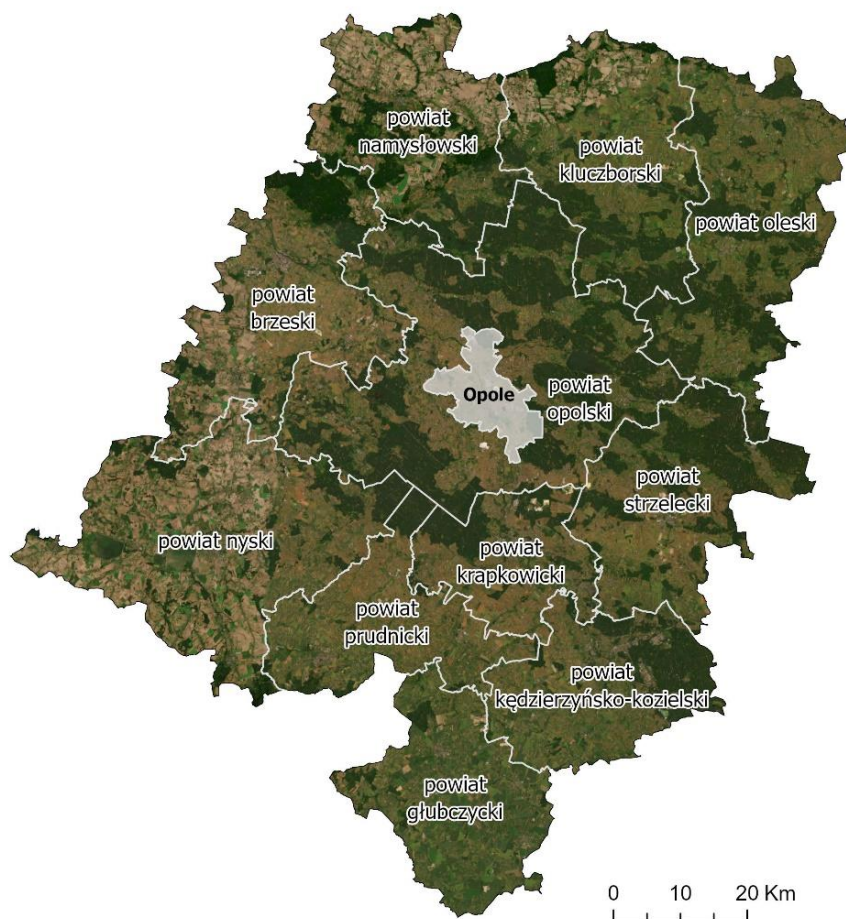 powiat
namysłowski
powiat
kluczborski
powiat oleski
powiat
brzeski
Opole
powiat
opolski
powiat
strzelecki
powiat nyski
powiat
krapkowicki
powiat
prudnicki
powiat
kędzierzyńsko-kozielski
powiat
głubczycki
0 10 20 Km